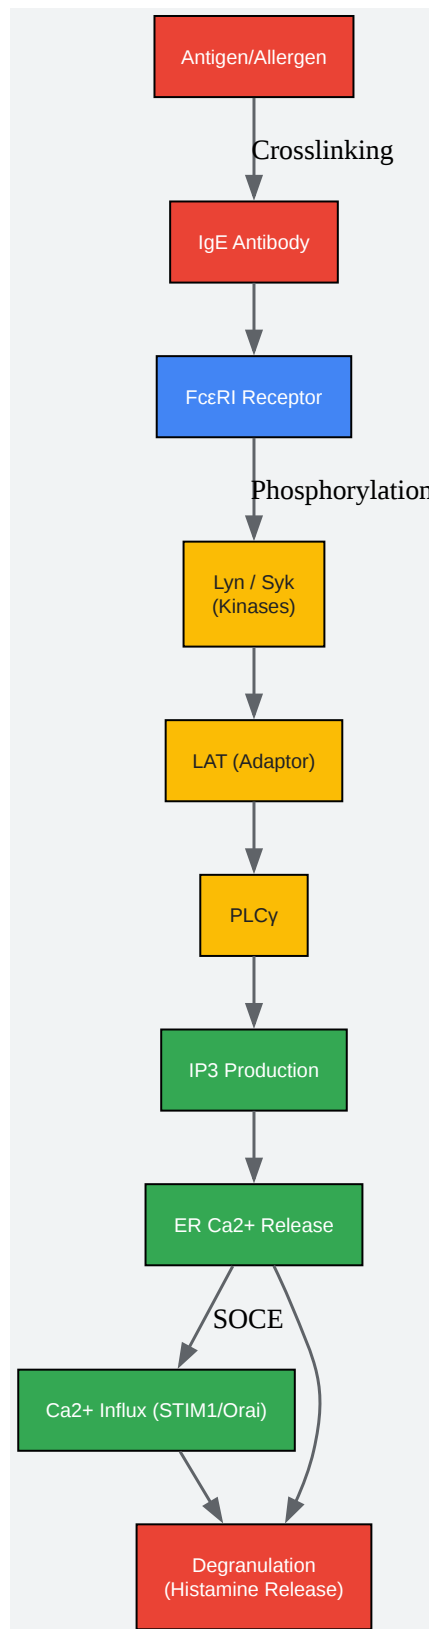 Antigen/Allergen
Crosslinking
IgE Antibody
FcεRI Receptor
Phosphorylation
Lyn / Syk
(Kinases)
LAT (Adaptor)
PLCγ
IP3 Production
ER Ca2+ Release
SOCE
Ca2+ Influx (STIM1/Orai)
Degranulation
(Histamine Release)